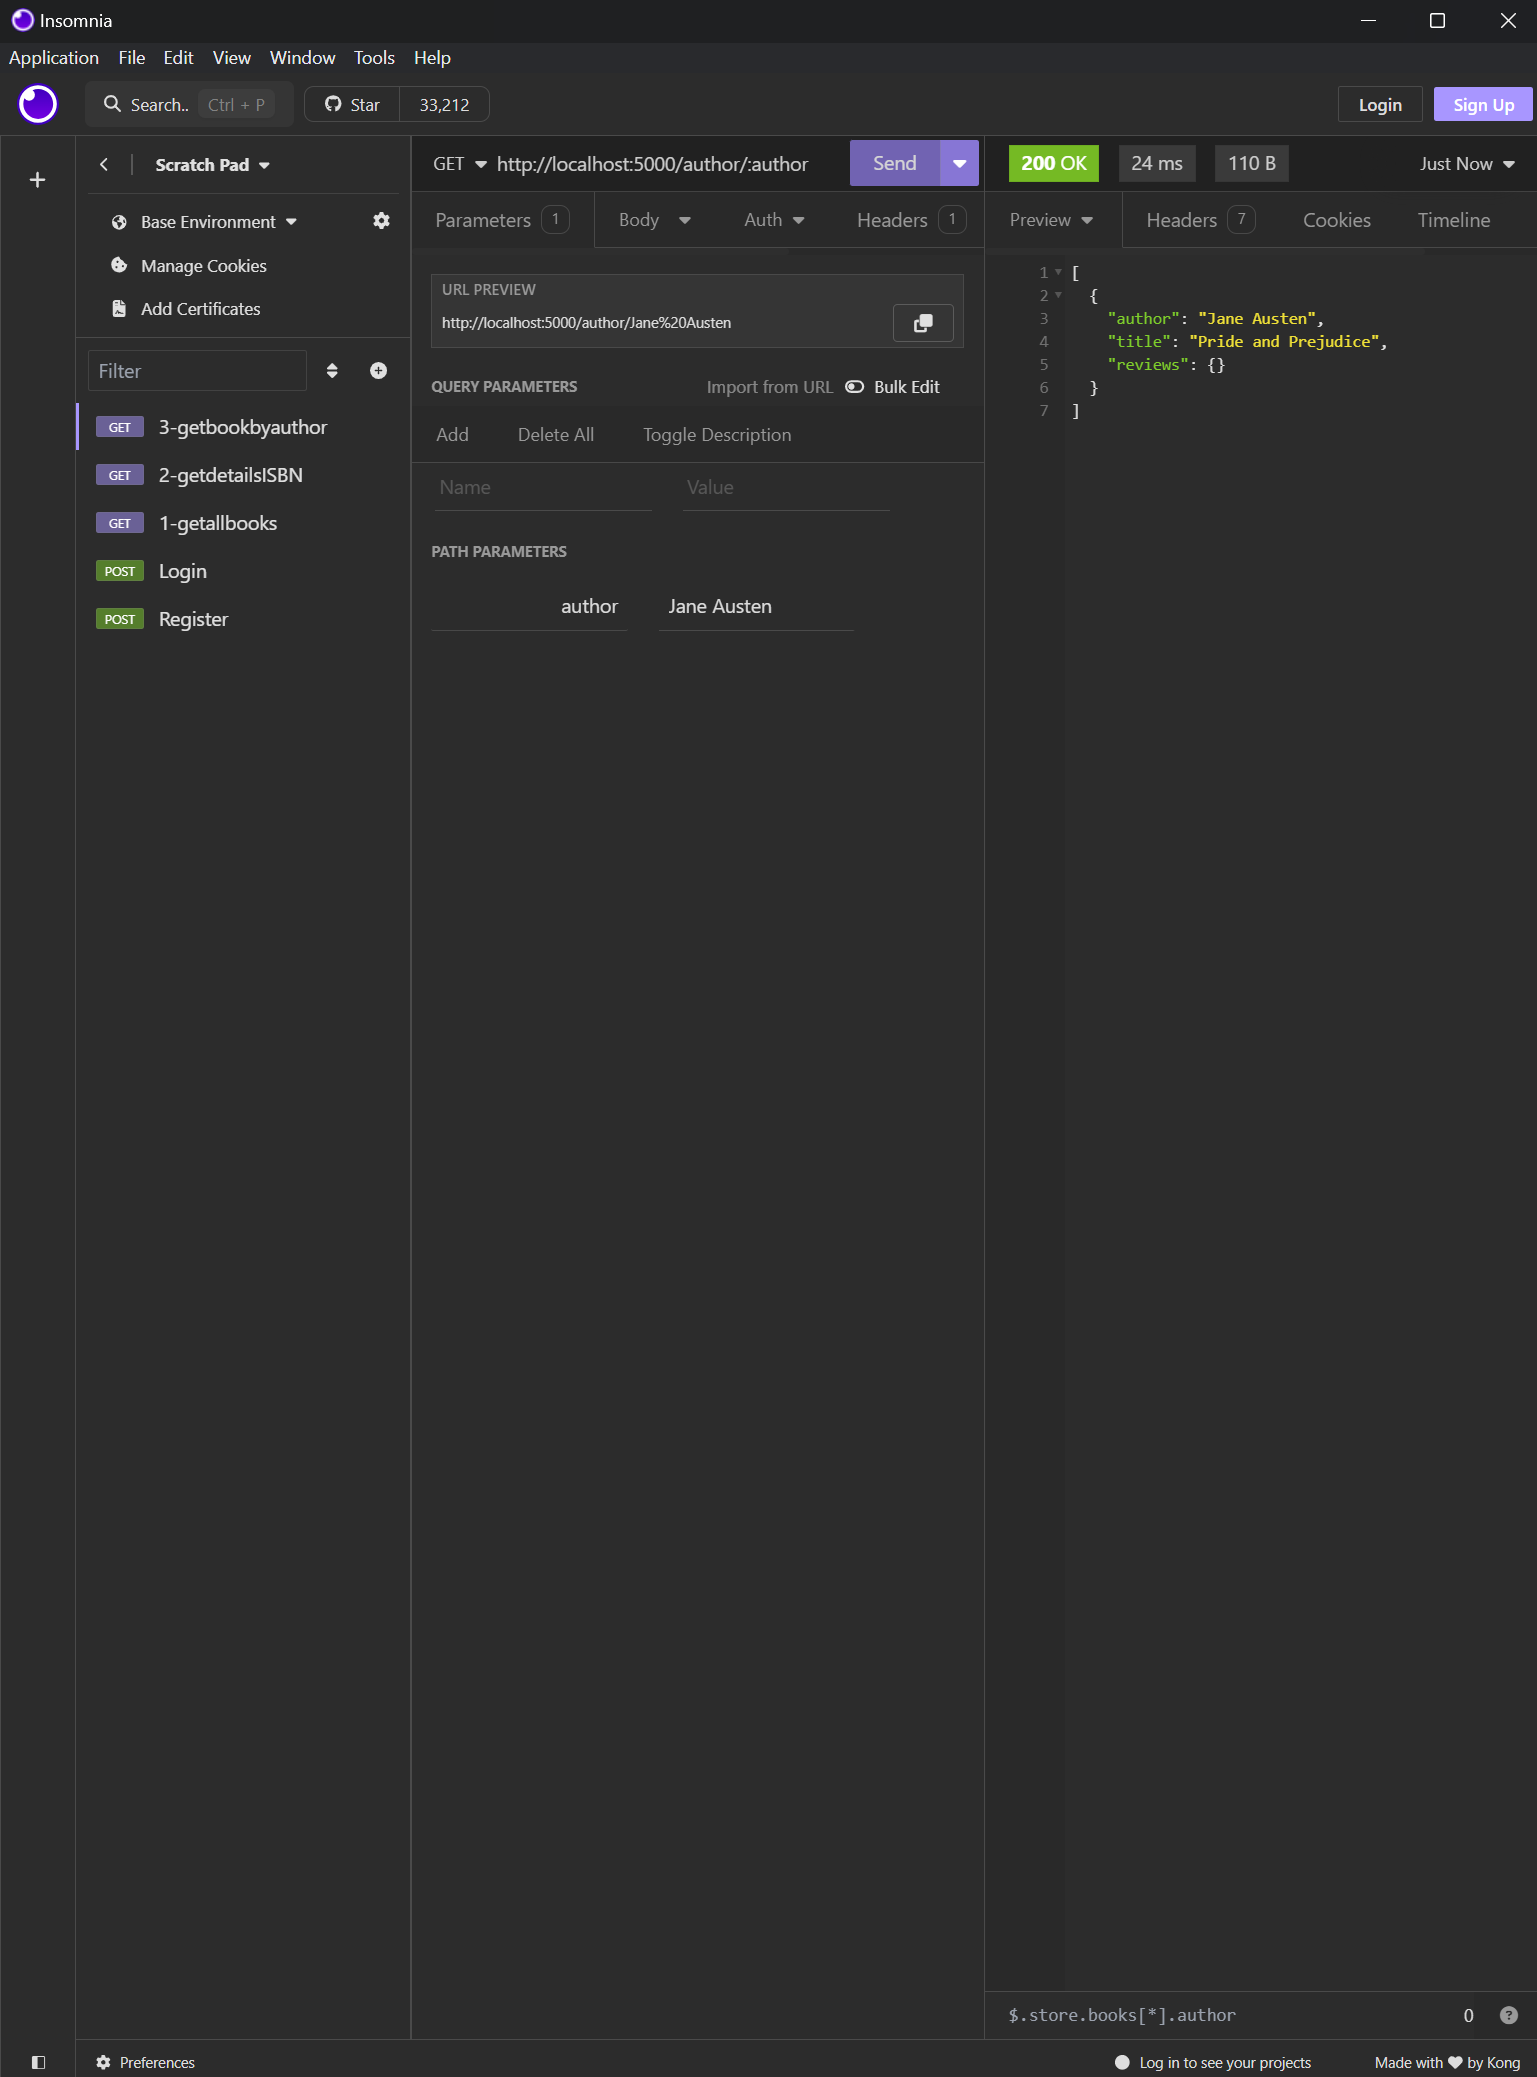 Insomnia
Application File Edit View Window Tools Help
Search.. Ctrl + P Star 33,212 Login Sign Up
Scratch Pad
Base Environment
Manage Cookies
Add Certificates
Filter
GET 3-getbookbyauthor
GET 2-getdetailsISBN
GET 1-getallbooks
POST Login
POST Register
GET http://localhost:5000/author/:author Send
Parameters 1 Body Auth Headers 1
URL PREVIEW
http://localhost:5000/author/Jane%20Austen
QUERY PARAMETERS Import from URL Bulk Edit
Add Delete All Toggle Description
Name Value
PATH PARAMETERS
author Jane Austen
200 OK 24 ms 110 B Just Now
Preview Headers 7 Cookies Timeline
1 [
2 {
3 "author": "Jane Austen",
4 "title": "Pride and Prejudice",
5 "reviews": {}
6 }
7 ]
$.store.books[*].author 0 ?
Preferences Log in to see your projects Made with ♥ by Kong